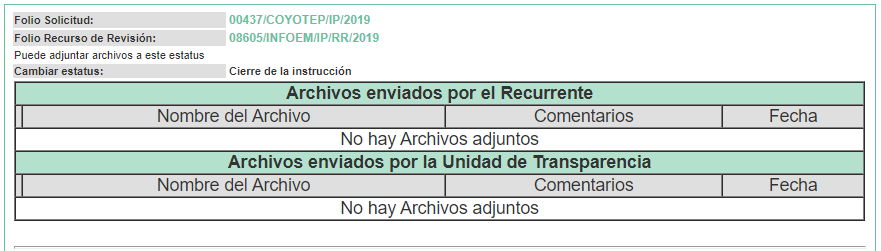 Folio Solicitud: 00437/COYOTEP/IP/2019
Folio Recurso de Revisión: 08605/INFOEM/IP/RR/2019
Puede adjuntar archivos a este estatus
Cambiar estatus: Cierre de la instrucción
Archivos enviados por el Recurrente
Nombre del Archivo Comentarios Fecha
No hay Archivos adjuntos
Archivos enviados por la Unidad de Transparencia
Nombre del Archivo Comentarios Fecha
No hay Archivos adjuntos